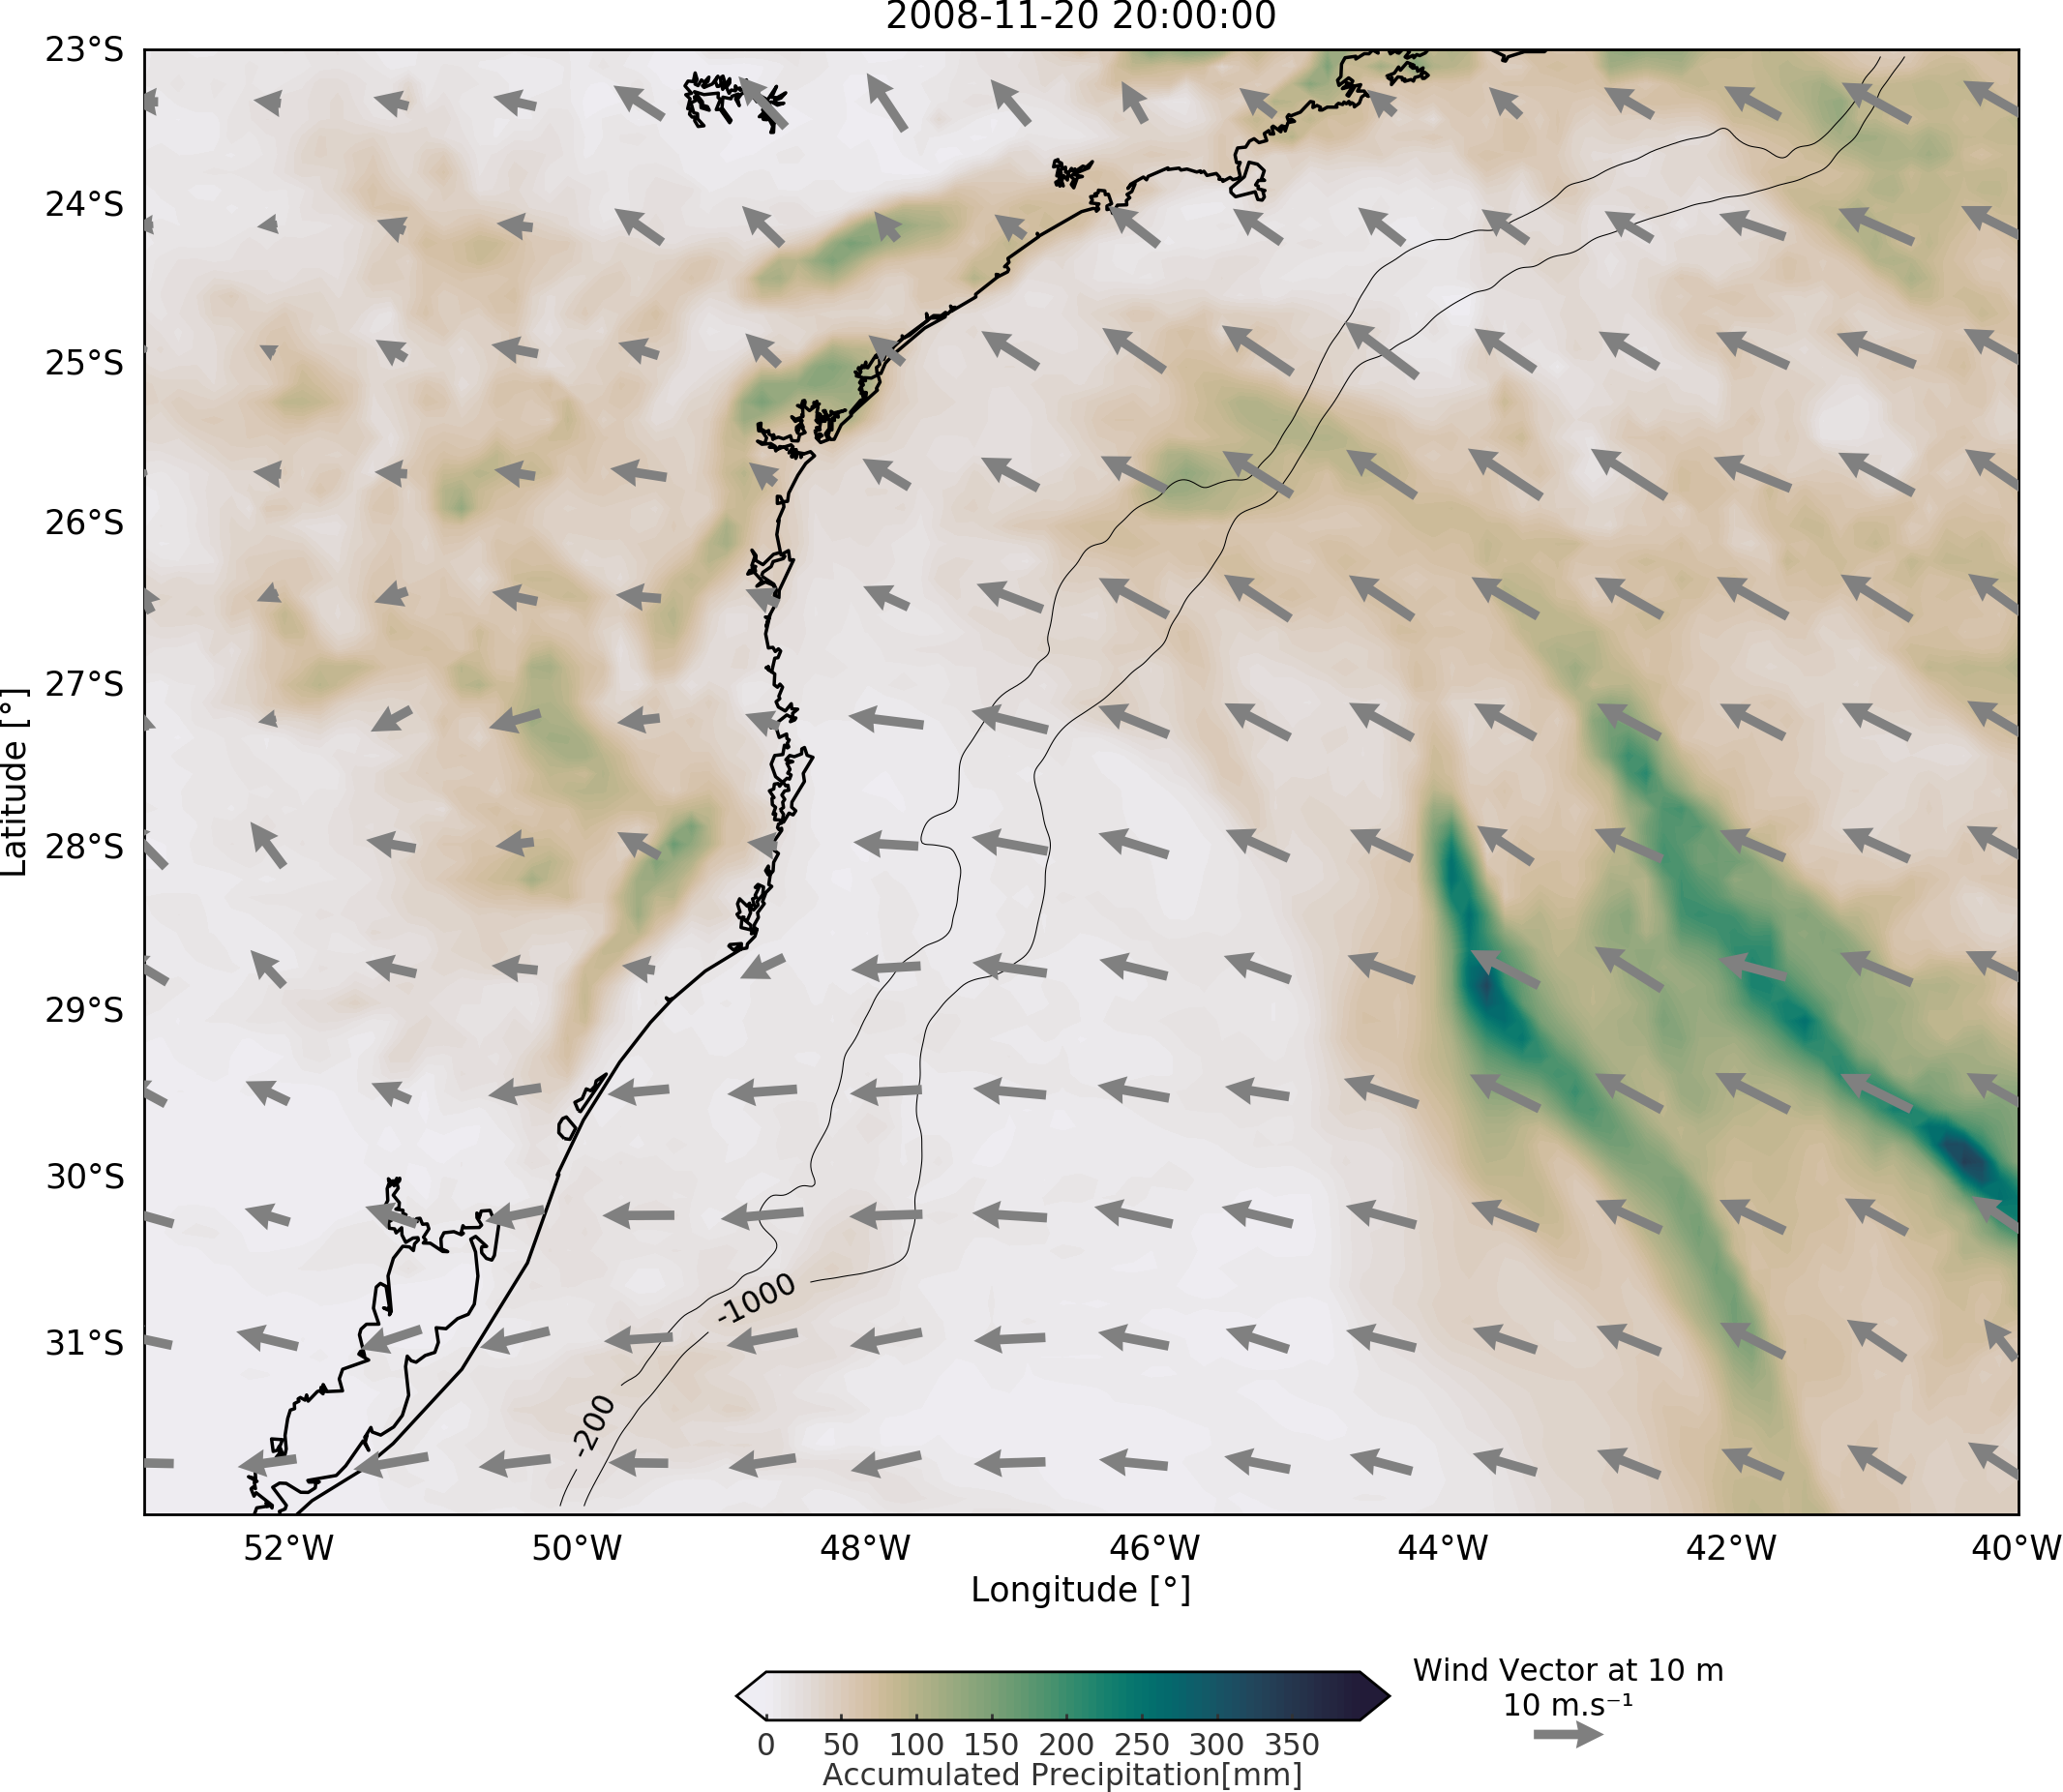 2008-11-20 20:00:00
23°S
24°S
25°S
26°S
27°S
28°S
29°S
30°S
31°S
Latitude [°]
-1000
-200
52°W 50°W 48°W 46°W 44°W 42°W 40°W
Longitude [°]
Wind Vector at 10 m
10 m.s⁻¹
0 50 100 150 200 250 300 350
Accumulated Precipitation[mm]